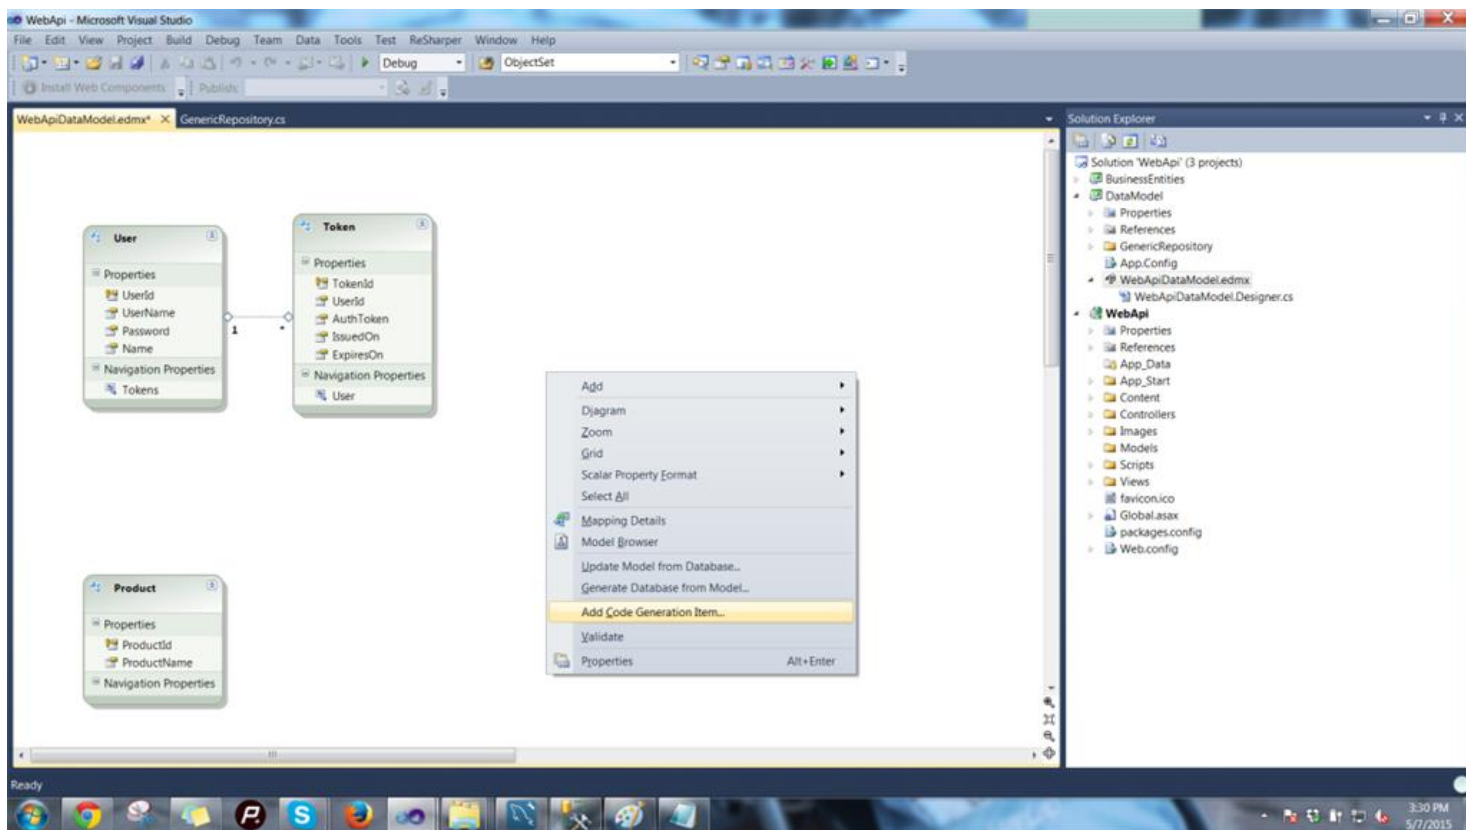 WebApi - Microsoft Visual Studio
File Edit View Project Build Debug Team Data Tools Test ReSharper Window Help
Debug ObjectSet
Install Web Components Publish:
WebApiDataModel.edmx* GenericRepository.cs
User
Properties
UserId
UserName
Password
Name
Navigation Properties
Tokens
1 *
Token
Properties
TokenId
UserId
AuthToken
IssuedOn
ExpiresOn
Navigation Properties
User
Product
Properties
ProductId
ProductName
Navigation Properties
Add
Diagram
Zoom
Grid
Scalar Property Format
Select All
Mapping Details
Model Browser
Update Model from Database...
Generate Database from Model...
Add Code Generation Item...
Validate
Properties Alt+Enter
Solution Explorer
Solution 'WebApi' (3 projects)
BusinessEntities
DataModel
Properties
References
GenericRepository
App.Config
WebApiDataModel.edmx
WebApiDataModel.Designer.cs
WebApi
Properties
References
App_Data
App_Start
Content
Controllers
Images
Models
Scripts
Views
favicon.ico
Global.asax
packages.config
Web.config
Ready
3:30 PM
5/7/2015